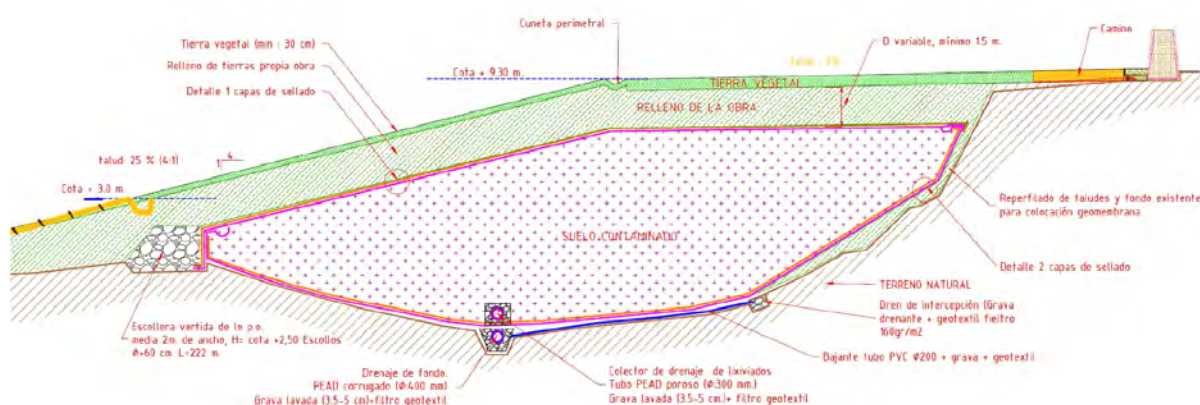 Cuneta perimetral
Tierra vegetal (min : 30 cm)
Relleno de tierras propia obra
Detalle 1 capas de sellado
Cota + 9.30 m.
D variable, mínimo 1.5 m.
Camino
TIERRA VEGETAL
RELLENO DE LA OBRA
talud: 25 % (4:1)
1
4
Cota + 3.0 m.
SUELO CONTAMINADO
Reperfilado de taludes y fondo existente
para colocación geomembrana
Detalle 2 capas de sellado
TERRENO NATURAL
Dren de intercepción (Grava
drenante + geotextil fieltro
160gr/m2
Bajante tubo PVC Ø200 + grava + geotextil
Escollera vertida de lo p.o.
media 2m. de ancho, H= cota +2,50 Escollos
Ø+60 cm. L=222 m.
Drenaje de fondo.
PEAD corrugado (Ø:400 mm)
Grava lavada (3.5-5 cm)+filtro geotextil
Colector de drenaje de lixiviados
Tubo PEAD poroso (Ø:300 mm.)
Grava lavada (3.5-5 cm.)+ filtro geotextil